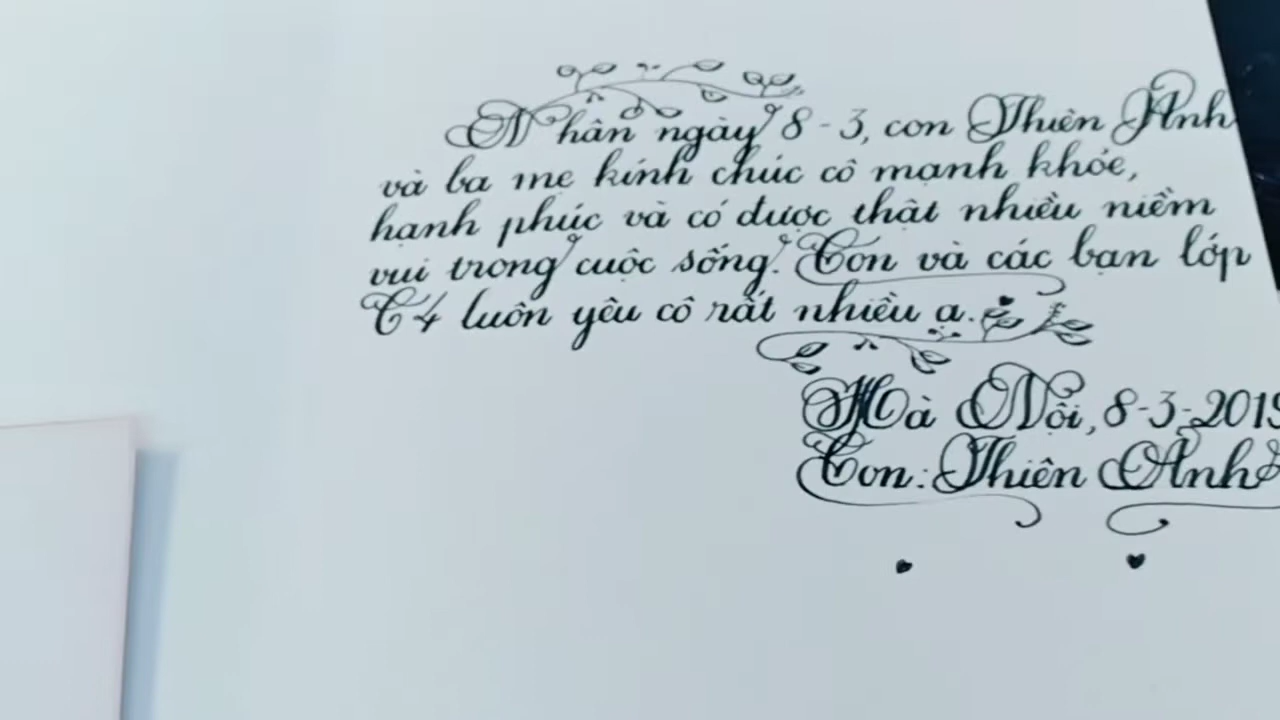 Nhân ngày 8-3, con Thiên Anh
và ba mẹ kính chúc cô mạnh khỏe,
hạnh phúc và có được thật nhiều niềm
vui trong cuộc sống. Con và các bạn lớp
C4 luôn yêu cô rất nhiều ạ.
Hà Nội, 8-3-2019
Con: Thiên Anh